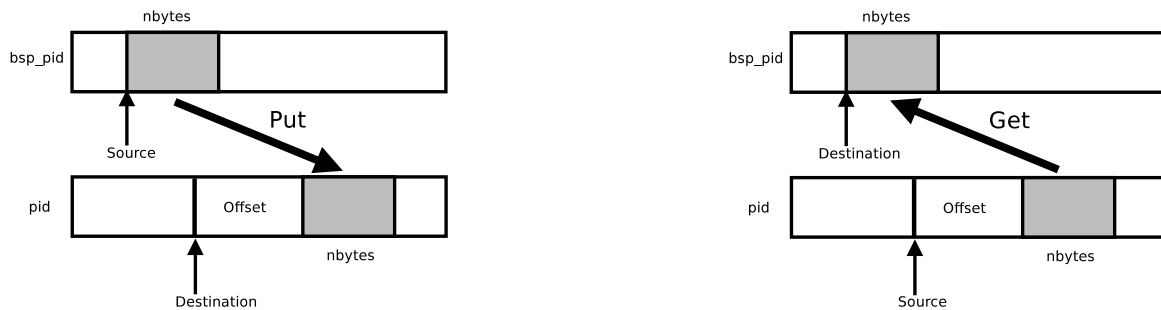 nbytes
bsp_pid
Put
Source
pid
Offset
nbytes
Destination
nbytes
bsp_pid
Get
Destination
pid
Offset
nbytes
Source